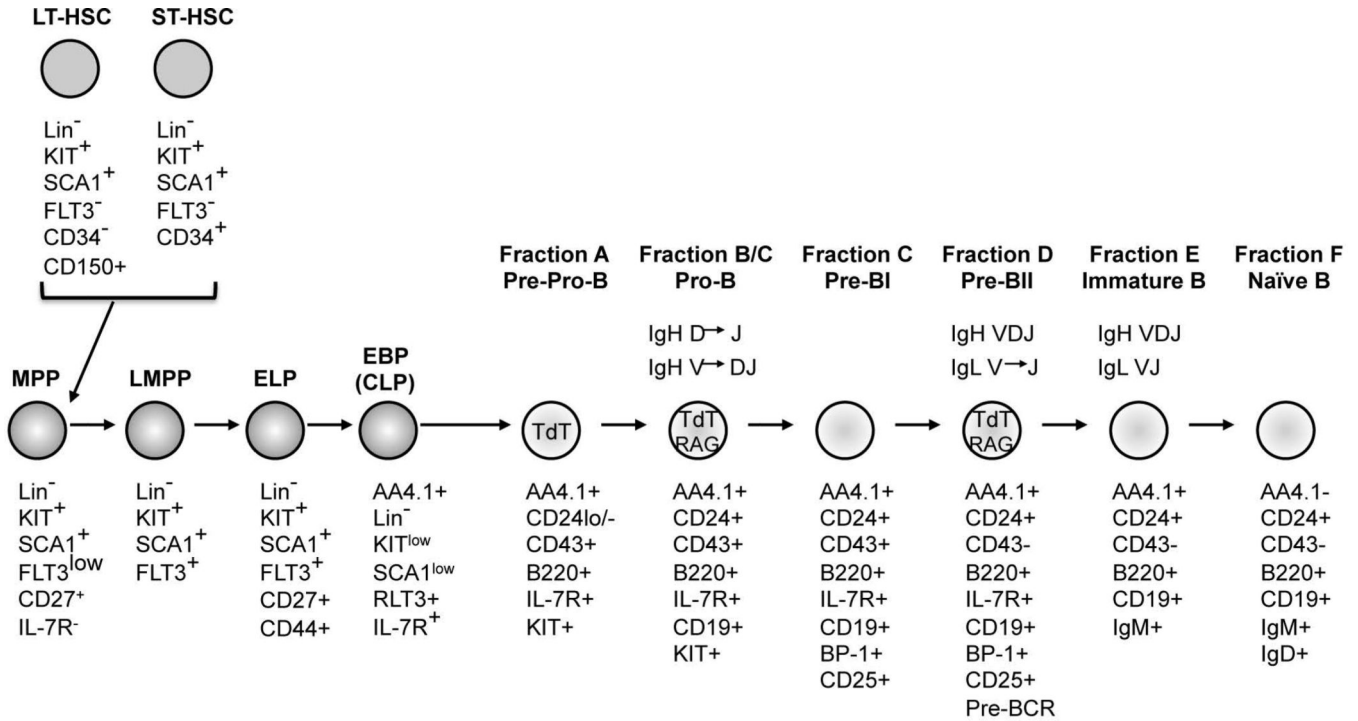 LT-HSC
Lin⁻
KIT⁺
SCA1⁺
FLT3⁻
CD34⁻
CD150+
ST-HSC
Lin⁻
KIT⁺
SCA1⁺
FLT3⁻
CD34⁺
MPP
Lin⁻
KIT⁺
SCA1⁺
FLT3ˡᵒʷ
CD27⁺
IL-7R⁻
LMPP
Lin⁻
KIT⁺
SCA1⁺
FLT3⁺
ELP
Lin⁻
KIT⁺
SCA1⁺
FLT3⁺
CD27+
CD44+
EBP
(CLP)
AA4.1+
Lin⁻
KITˡᵒʷ
SCA1ˡᵒʷ
RLT3+
IL-7R⁺
Fraction A
Pre-Pro-B
TdT
AA4.1+
CD24lo/-
CD43+
B220+
IL-7R+
KIT+
Fraction B/C
Pro-B
IgH D→ J
IgH V→ DJ
TdT
RAG
AA4.1+
CD24+
CD43+
B220+
IL-7R+
CD19+
KIT+
Fraction C
Pre-BI
AA4.1+
CD24+
CD43+
B220+
IL-7R+
CD19+
BP-1+
CD25+
Fraction D
Pre-BII
IgH VDJ
IgL V→J
TdT
RAG
AA4.1+
CD24+
CD43-
B220+
IL-7R+
CD19+
BP-1+
CD25+
Pre-BCR
Fraction E
Immature B
IgH VDJ
IgL VJ
AA4.1+
CD24+
CD43-
B220+
CD19+
IgM+
Fraction F
Naïve B
AA4.1-
CD24+
CD43-
B220+
CD19+
IgM+
IgD+